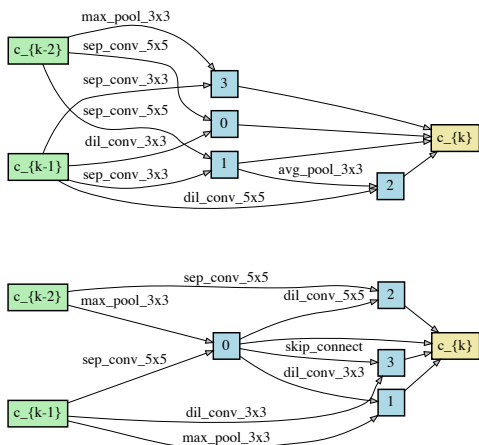 max_pool_3x3
c_{k-2}
sep_conv_5x5
sep_conv_3x3
3
sep_conv_5x5
0
dil_conv_3x3
c_{k}
c_{k-1}
1
sep_conv_3x3
avg_pool_3x3
2
dil_conv_5x5
sep_conv_5x5
c_{k-2}
max_pool_3x3
dil_conv_5x5
2
0
skip_connect
c_{k}
sep_conv_5x5
3
dil_conv_3x3
1
c_{k-1}
dil_conv_3x3
max_pool_3x3